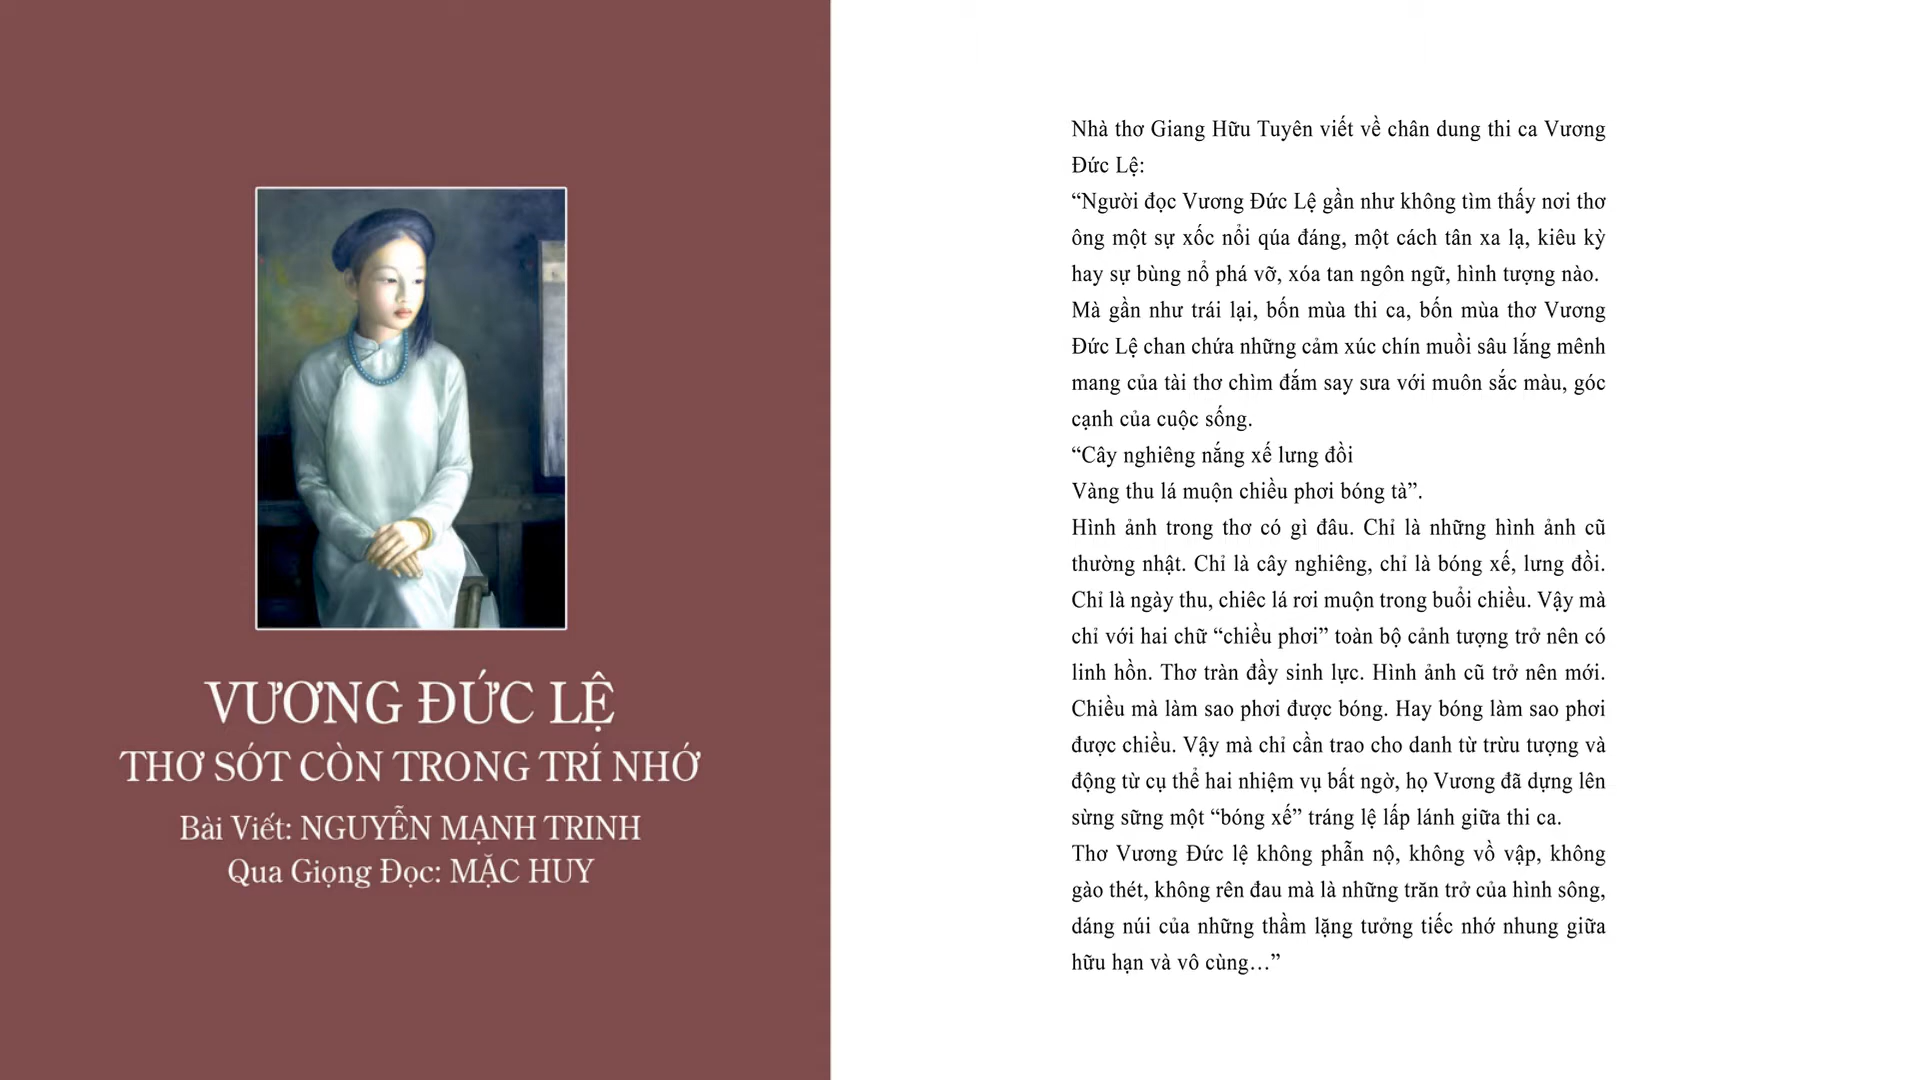 VƯƠNG ĐỨC LỆ
THƠ SÓT CÒN TRONG TRÍ NHỚ
Bài Viết: NGUYỄN MẠNH TRINH
Qua Giọng Đọc: MẶC HUY
Nhà thơ Giang Hữu Tuyên viết về chân dung thi ca Vương
Đức Lệ:
“Người đọc Vương Đức Lệ gần như không tìm thấy nơi thơ
ông một sự xốc nổi qúa đáng, một cách tân xa lạ, kiêu kỳ
hay sự bùng nổ phá vỡ, xóa tan ngôn ngữ, hình tượng nào.
Mà gần như trái lại, bốn mùa thi ca, bốn mùa thơ Vương
Đức Lệ chan chứa những cảm xúc chín muồi sâu lắng mênh
mang của tài thơ chìm đắm say sưa với muôn sắc màu, góc
cạnh của cuộc sống.
“Cây nghiêng nắng xế lưng đồi
Vàng thu lá muộn chiều phơi bóng tà”.
Hình ảnh trong thơ có gì đâu. Chỉ là những hình ảnh cũ
thường nhật. Chỉ là cây nghiêng, chỉ là bóng xế, lưng đồi.
Chỉ là ngày thu, chiêc lá rơi muộn trong buổi chiều. Vậy mà
chỉ với hai chữ “chiều phơi” toàn bộ cảnh tượng trở nên có
linh hồn. Thơ tràn đầy sinh lực. Hình ảnh cũ trở nên mới.
Chiều mà làm sao phơi được bóng. Hay bóng làm sao phơi
được chiều. Vậy mà chỉ cần trao cho danh từ trừu tượng và
động từ cụ thể hai nhiệm vụ bất ngờ, họ Vương đã dựng lên
sừng sững một “bóng xế” tráng lệ lấp lánh giữa thi ca.
Thơ Vương Đức lệ không phẫn nộ, không vồ vập, không
gào thét, không rên đau mà là những trăn trở của hình sông,
dáng núi của những thầm lặng tưởng tiếc nhớ nhung giữa
hữu hạn và vô cùng…”